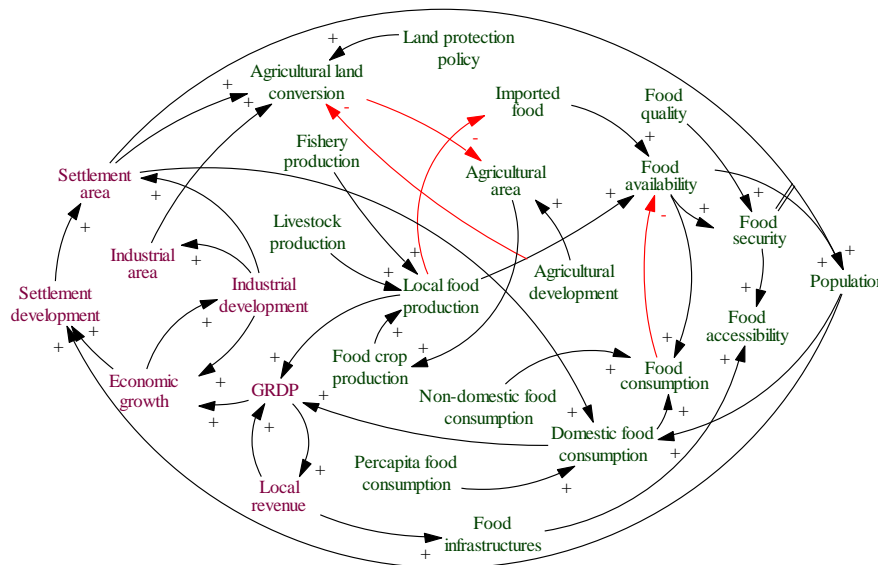 Land protection
policy
Agricultural land
conversion
Imported
food
Food
quality
Fishery
production
Settlement
area
Agricultural
area
Food
availability
Livestock
production
Food
security
Industrial
area
Settlement
development
Industrial
development
Local food
production
Agricultural
development
Population
Food
accessibility
Food crop
production
Economic
growth
GRDP
Non-domestic food
consumption
Food
consumption
Domestic food
consumption
Percapita food
consumption
Local
revenue
Food
infrastructures